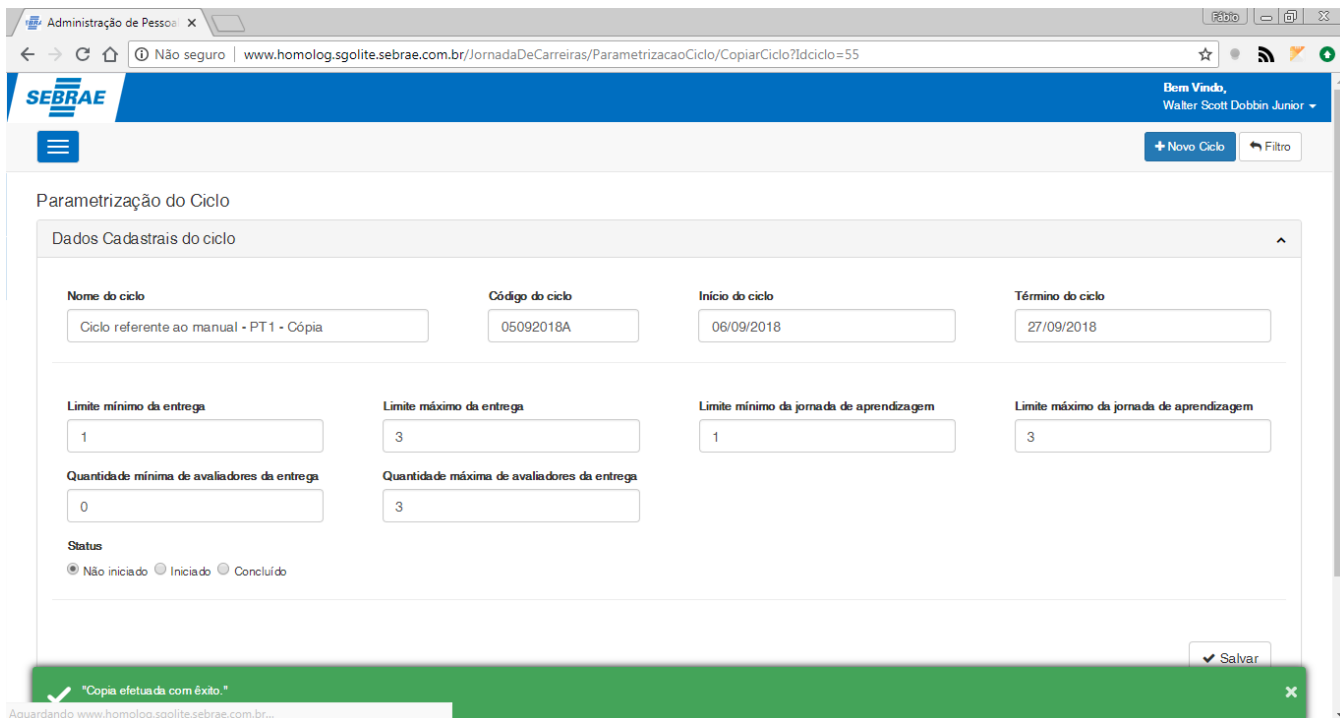 Administração de Pessoa
Fábio
Não seguro | www.homolog.sgolite.sebrae.com.br/JornadaDeCarreiras/ParametrizacaoCiclo/CopiarCiclo?Idciclo=55
SEBRAE
Bem Vindo,
Walter Scott Dobbin Junior
Novo Ciclo
Filtro
Parametrização do Ciclo
Dados Cadastrais do ciclo
Nome do ciclo
Código do ciclo
Início do ciclo
Término do ciclo
Ciclo referente ao manual - PT1 - Cópia
05092018A
06/09/2018
27/09/2018
Limite mínimo da entrega
Limite máximo da entrega
Limite mínimo da jornada de aprendizagem
Limite máximo da jornada de aprendizagem
1
3
1
3
Quantidade mínima de avaliadores da entrega
Quantidade máxima de avaliadores da entrega
0
3
Status
Não iniciado Iniciado Concluído
Salvar
"Copia efetuada com êxito."
Aguardando www.homolog.sgolite.sebrae.com.br...